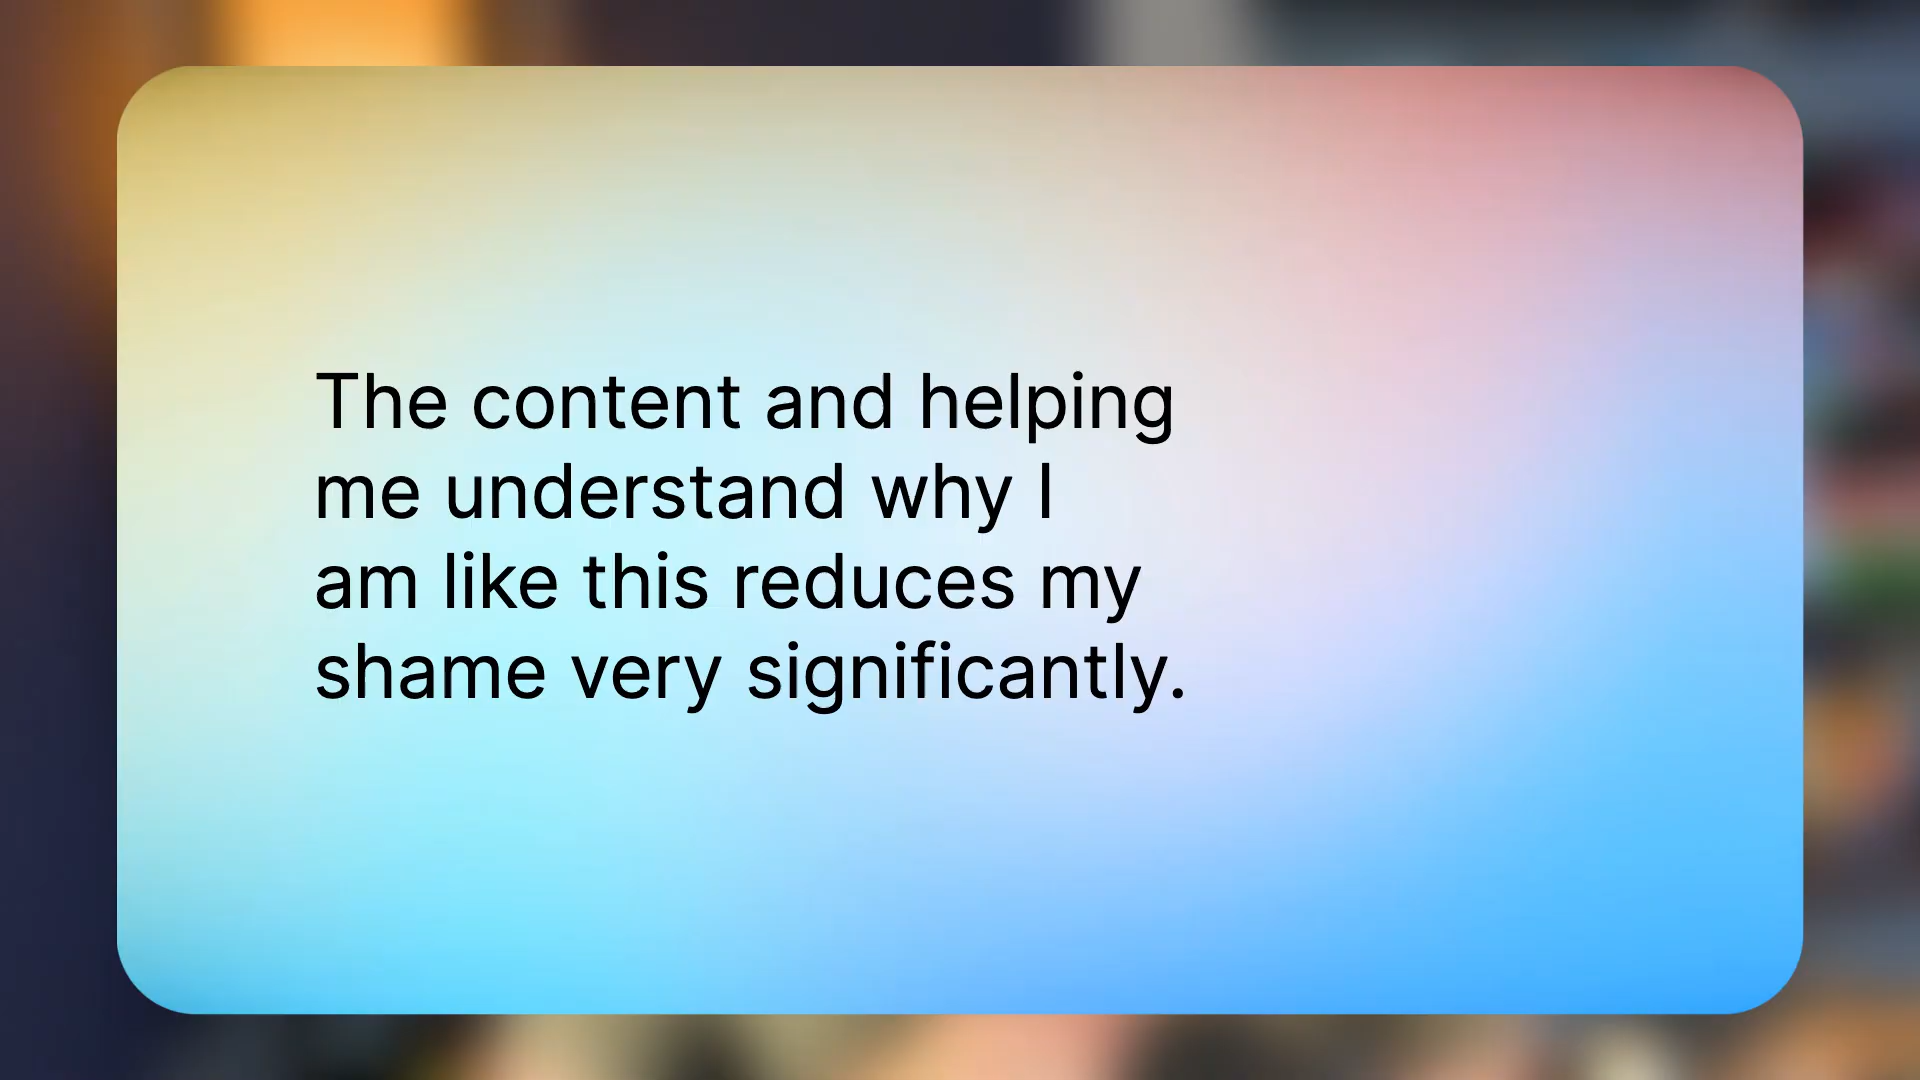 The content and helping
me understand why I
am like this reduces my
shame very significantly.